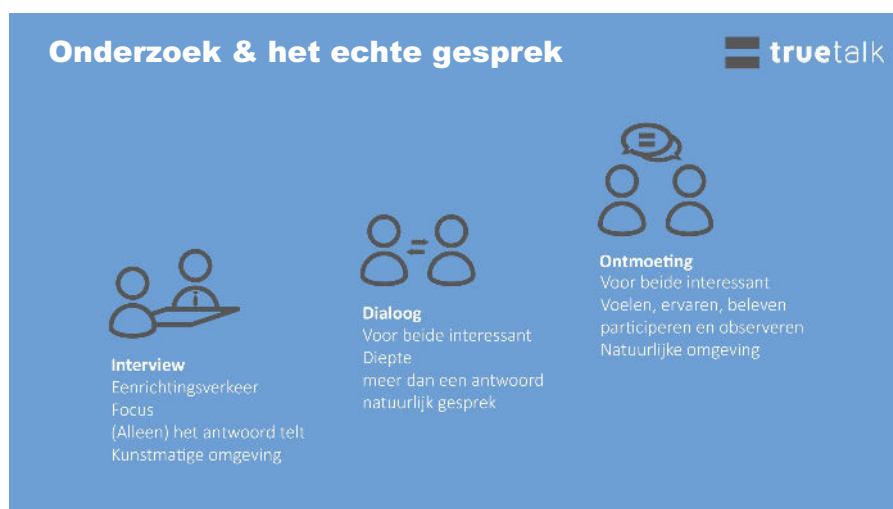 Onderzoek & het echte gesprek
truetalk
Interview
Eenrichtingsverkeer
Focus
(Alleen) het antwoord telt
Kunstmatige omgeving
Dialoog
Voor beide interessant
Diepte
meer dan een antwoord
natuurlijk gesprek
Ontmoeting
Voor beide interessant
Voelen, ervaren, beleven
participeren en observeren
Natuurlijke omgeving